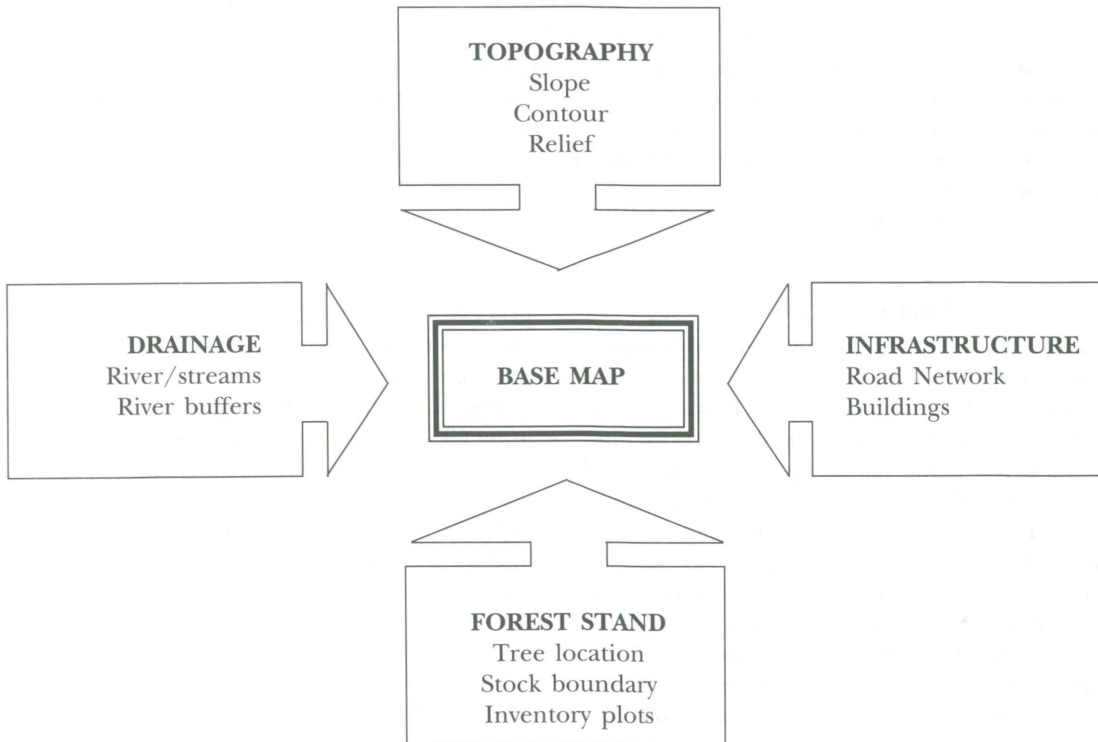 TOPOGRAPHY
Slope
Contour
Relief
DRAINAGE
River/streams
River buffers
BASE MAP
INFRASTRUCTURE
Road Network
Buildings
FOREST STAND
Tree location
Stock boundary
Inventory plots